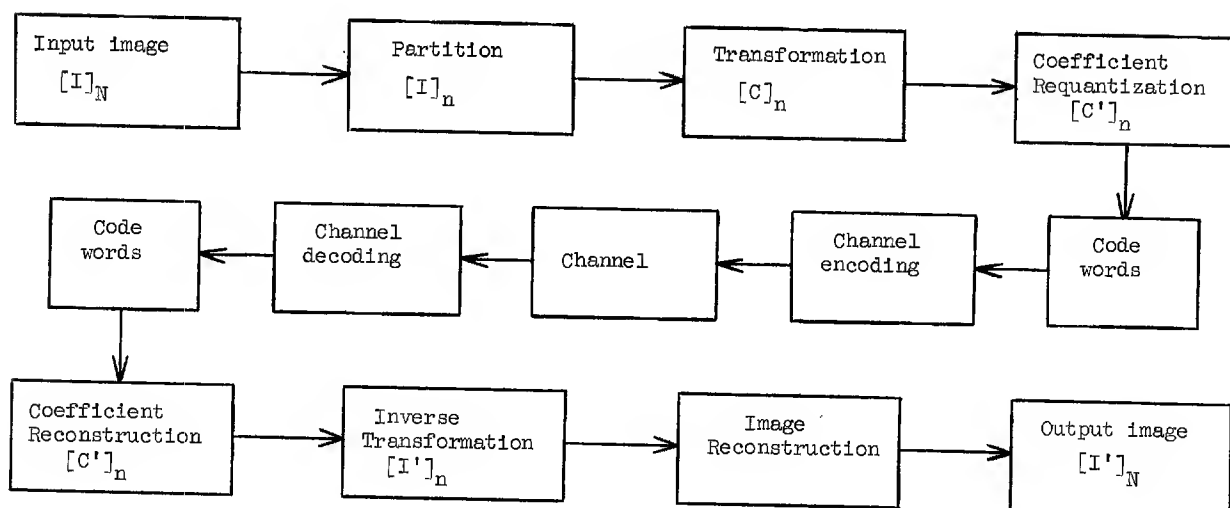 Input image
[I]N
Partition
[I]n
Transformation
[C]n
Coefficient
Requantization
[C']n
Code
words
Channel
decoding
Channel
Channel
encoding
Code
words
Coefficient
Reconstruction
[C']n
Inverse
Transformation
[I']n
Image
Reconstruction
Output image
[I']N